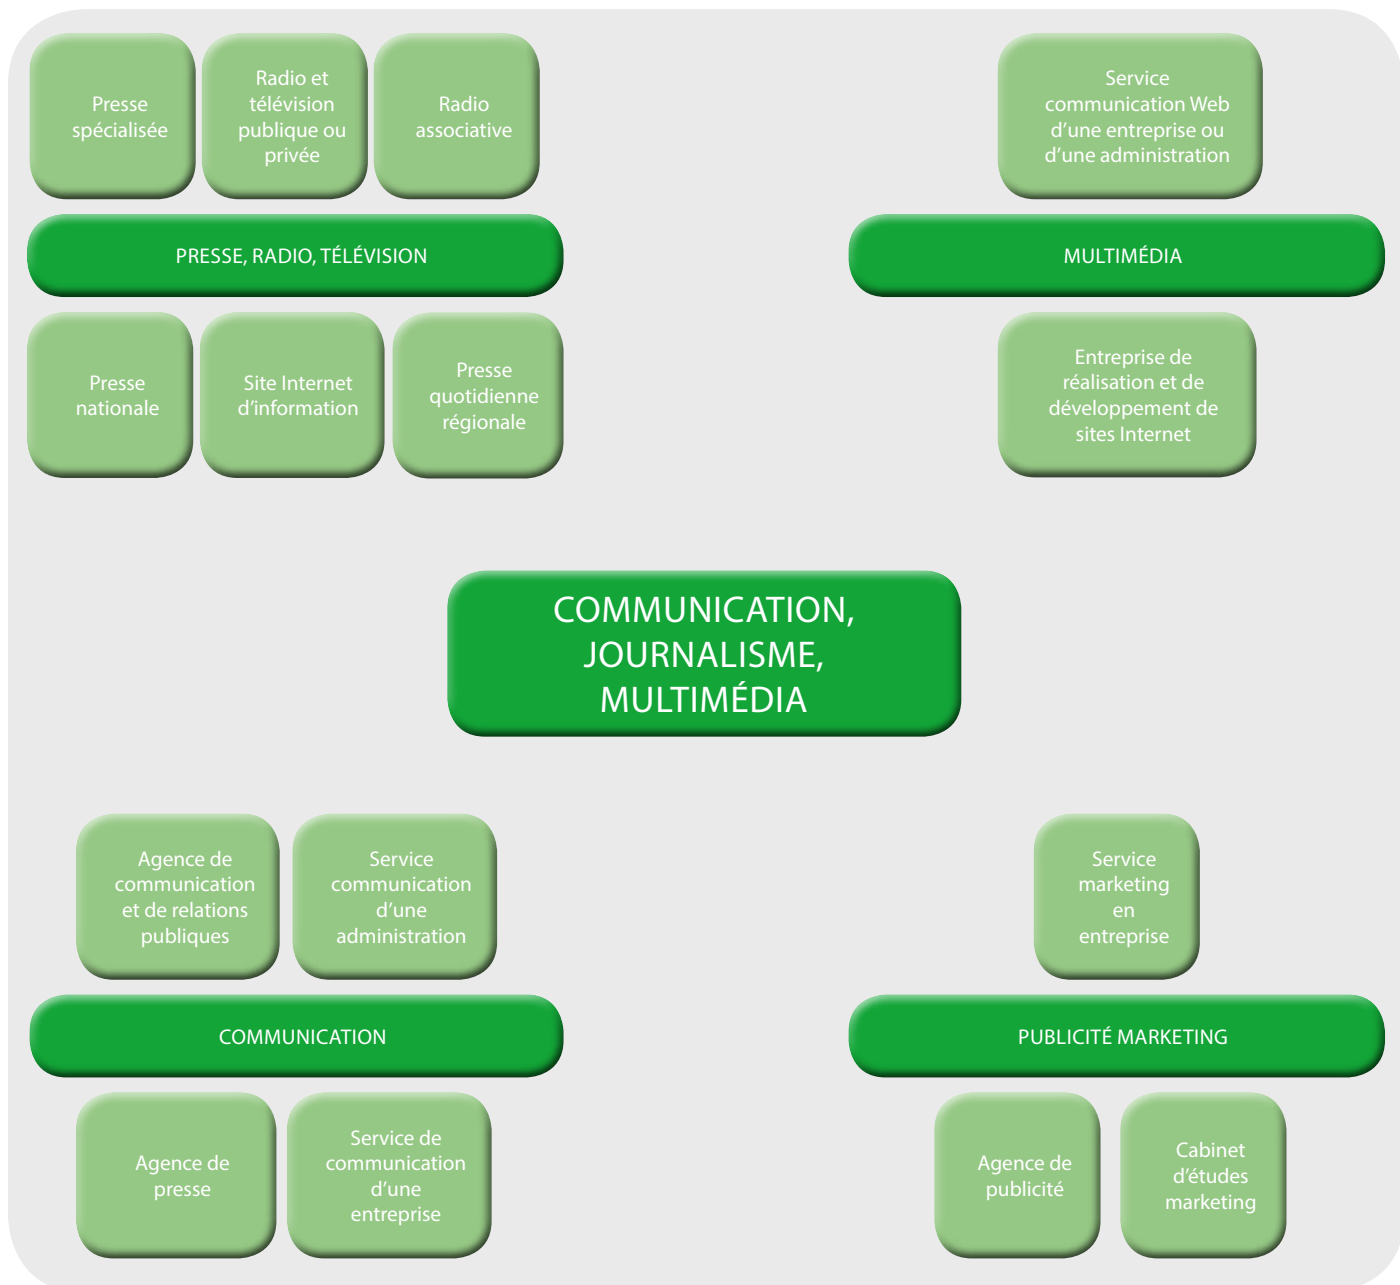 Presse
spécialisée
Radio et
télévision
publique ou
privée
Radio
associative
PRESSE, RADIO, TÉLÉVISION
Presse
nationale
Site Internet
d’information
Presse
quotidienne
régionale
Service
communication Web
d’une entreprise ou
d’une administration
MULTIMÉDIA
Entreprise de
réalisation et de
développement de
sites Internet
COMMUNICATION,
JOURNALISME,
MULTIMÉDIA
Agence de
communication
et de relations
publiques
Service
communication
d’une
administration
COMMUNICATION
Agence de
presse
Service de
communication
d’une
entreprise
Service
marketing
en
entreprise
PUBLICITÉ MARKETING
Agence de
publicité
Cabinet
d’études
marketing